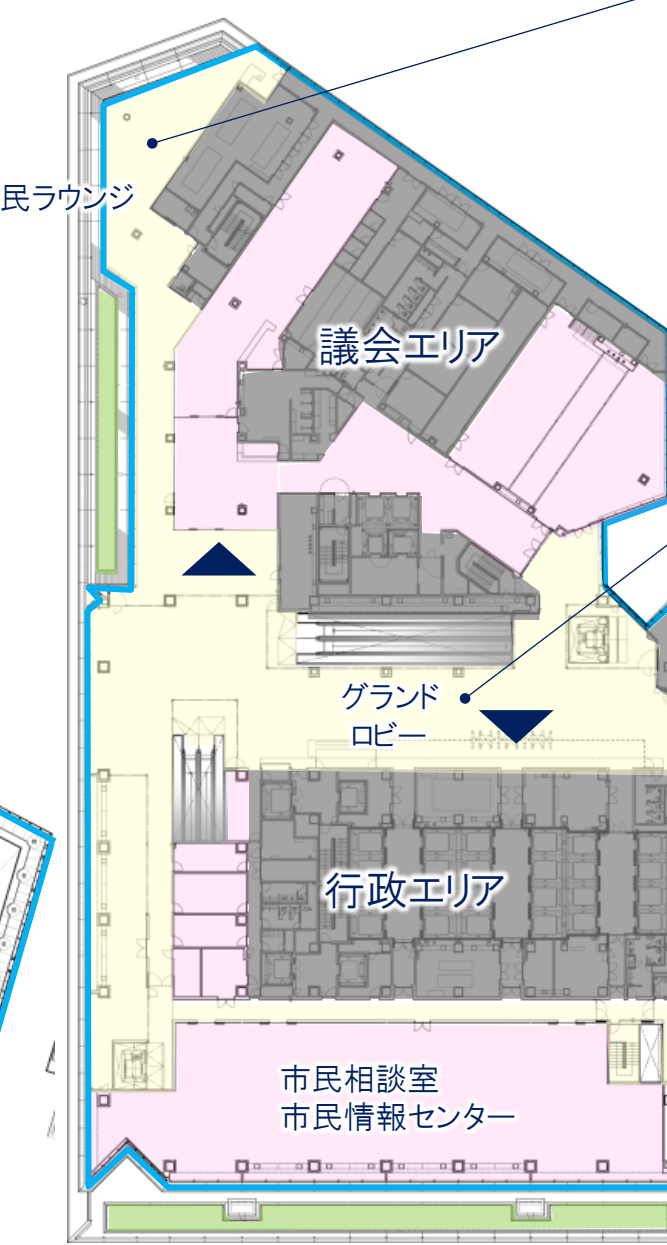 民ラウンジ
議会エリア
グランド
ロビー
行政エリア
市民相談室
市民情報センター